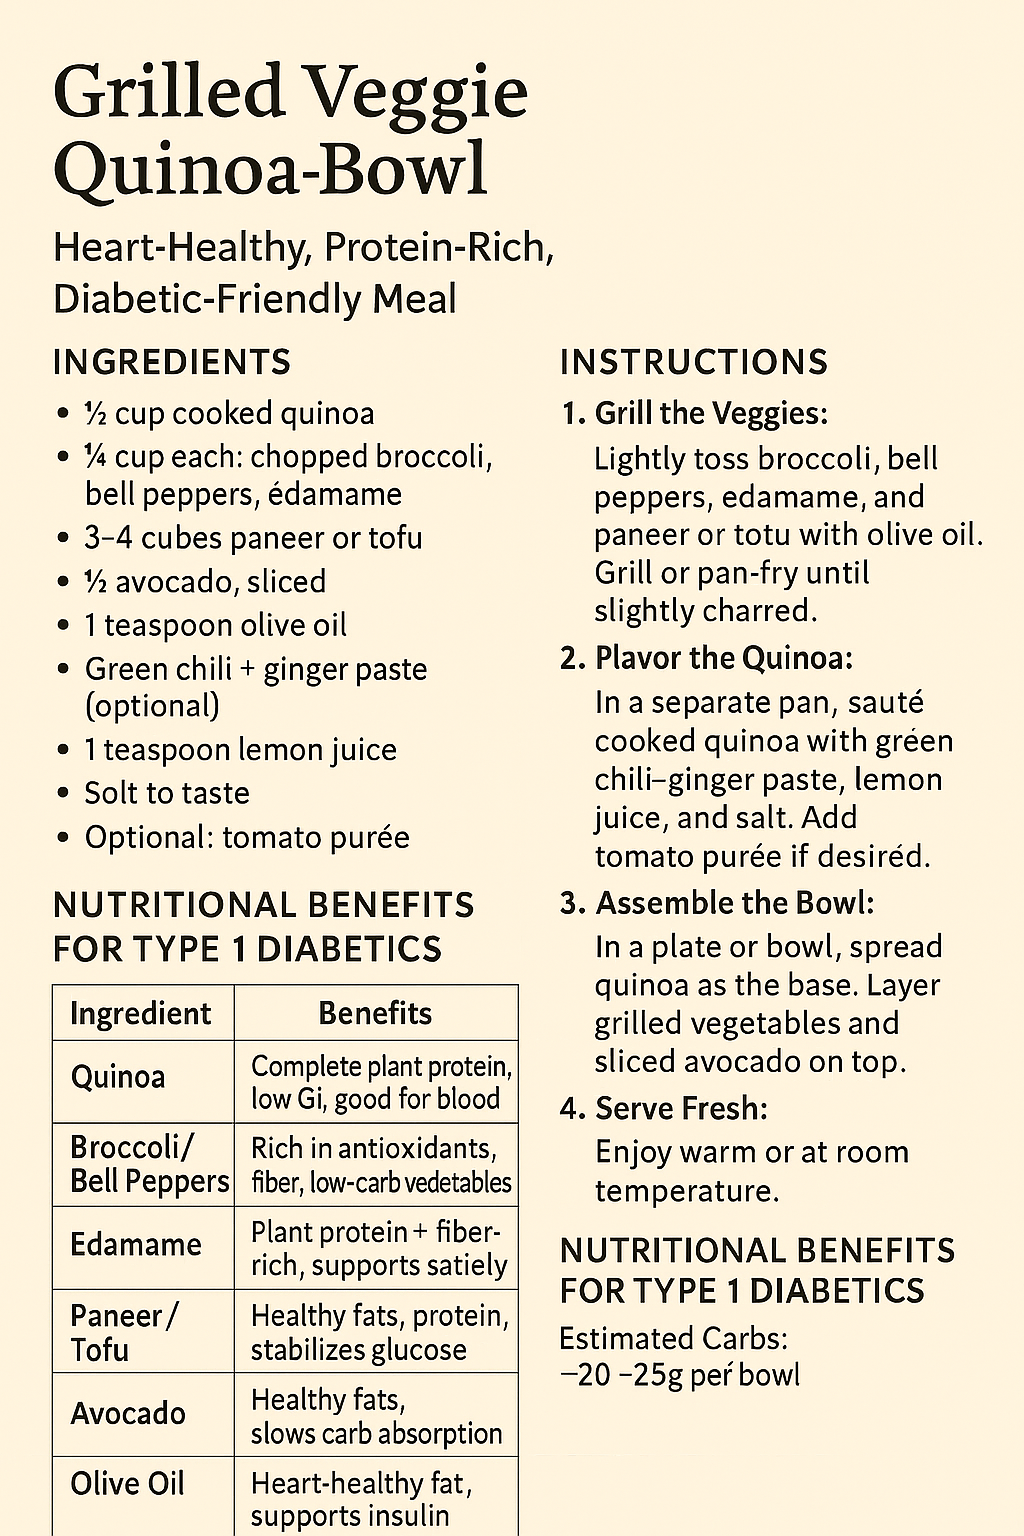 Grilled Veggie
Quinoa-Bowl
Heart-Healthy, Protein-Rich,
Diabetic-Friendly Meal
INGREDIENTS
• ½ cup cooked quinoa
• ¼ cup each: chopped broccoli,
bell peppers, édamame
• 3–4 cubes paneer or tofu
• ½ avocado, sliced
• 1 teaspoon olive oil
• Green chili + ginger paste
(optional)
• 1 teaspoon lemon juice
• Solt to taste
• Optional: tomato purée
NUTRITIONAL BENEFITS
FOR TYPE 1 DIABETICS
Ingredient Benefits
Quinoa
Complete plant protein,
low Gi, good for blood
Broccoli/
Bell Peppers
Rich in antioxidants,
fiber, low-carb vedetables
Edamame
Plant protein + fiber-
rich, supports satiely
Paneer/
Tofu
Healthy fats, protein,
stabilizes glucose
Avocado
Healthy fats,
slows carb absorption
Olive Oil
Heart-healthy fat,
supports insulin
INSTRUCTIONS
1. Grill the Veggies:
Lightly toss broccoli, bell
peppers, edamame, and
paneer or totu with olive oil.
Grill or pan-fry until
slightly charred.
2. Plavor the Quinoa:
In a separate pan, sauté
cooked quinoa with gréen
chili–ginger paste, lemon
juice, and salt. Add
tomato purée if desiréd.
3. Assemble the Bowl:
In a plate or bowl, spread
quinoa as the base. Layer
grilled vegetables and
sliced avocado on top.
4. Serve Fresh:
Enjoy warm or at room
temperature.
NUTRITIONAL BENEFITS
FOR TYPE 1 DIABETICS
Estimated Carbs:
–20 –25g peŕ bowl